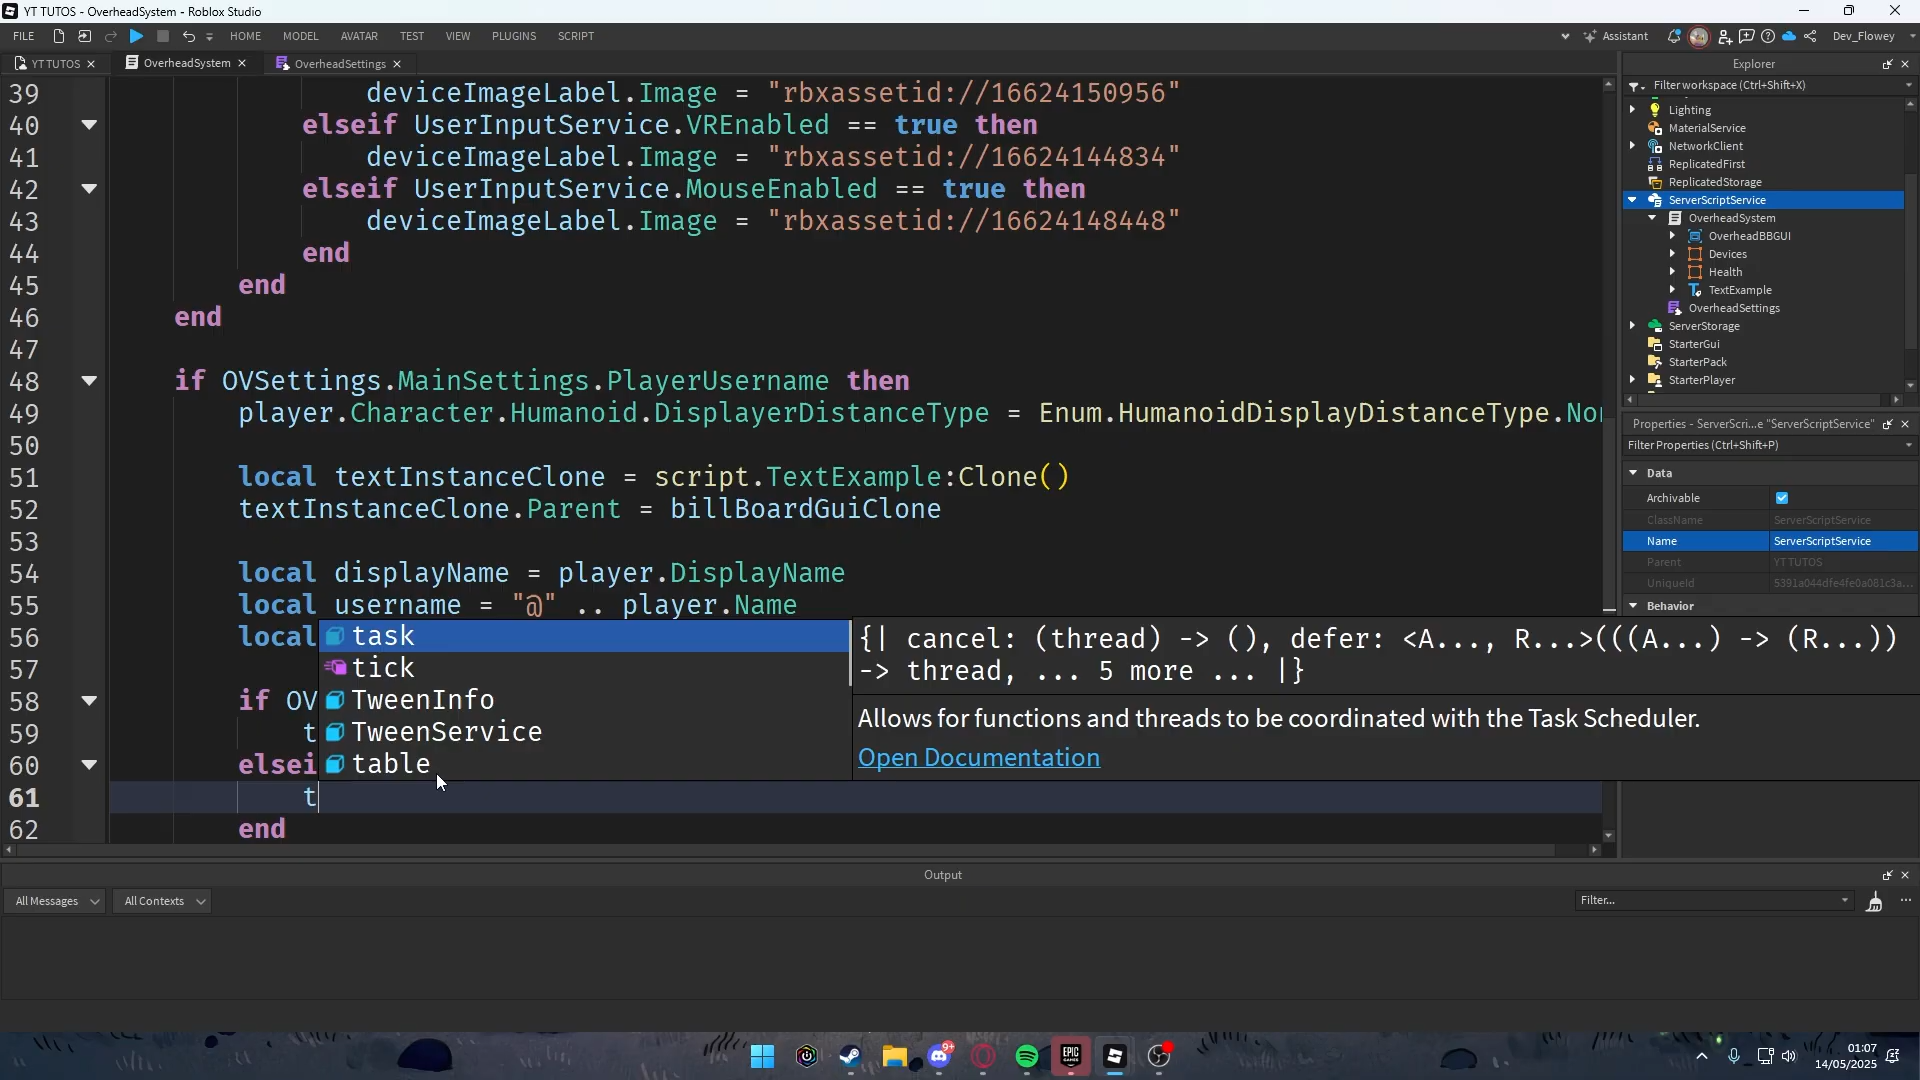 YT TUTOS - OverheadSystem - Roblox Studio
FILE HOME MODEL AVATAR TEST VIEW PLUGINS SCRIPT Assistant Dev_Flowey
YT TUTOS OverheadSystem OverheadSettings
39 deviceImageLabel.Image = "rbxassetid://16624150956"
40 elseif UserInputService.VREnabled == true then
41 deviceImageLabel.Image = "rbxassetid://16624144834"
42 elseif UserInputService.MouseEnabled == true then
43 deviceImageLabel.Image = "rbxassetid://16624148448"
44 end
45 end
46 end
47
48 if OVSettings.MainSettings.PlayerUsername then
49 player.Character.Humanoid.DisplayerDistanceType = Enum.HumanoidDisplayDistanceType.No
50
51 local textInstanceClone = script.TextExample:Clone()
52 textInstanceClone.Parent = billBoardGuiClone
53
54 local displayName = player.DisplayName
55 local username = "@" .. player.Name
56 local
57
58 if OV
59 t
60 elsei
61 t
62 end
task
tick
TweenInfo
TweenService
table
{| cancel: (thread) -> (), defer: <A..., R...>(((A...) -> (R...))
-> thread, ... 5 more ... |}
Allows for functions and threads to be coordinated with the Task Scheduler.
Open Documentation
Explorer
Filter workspace (Ctrl+Shift+X)
Lighting
MaterialService
NetworkClient
ReplicatedFirst
ReplicatedStorage
ServerScriptService
OverheadSystem
OverheadBBGUI
Devices
Health
TextExample
OverheadSettings
ServerStorage
StarterGui
StarterPack
StarterPlayer
Properties - ServerScri...e "ServerScriptService"
Filter Properties (Ctrl+Shift+P)
Data
Archivable
ClassName ServerScriptService
Name ServerScriptService
Parent YT TUTOS
UniqueId 5391a044dfe4fe0a081c3a...
Behavior
Output
All Messages All Contexts Filter...
9+
EPIC GAMES
01:07
14/05/2025